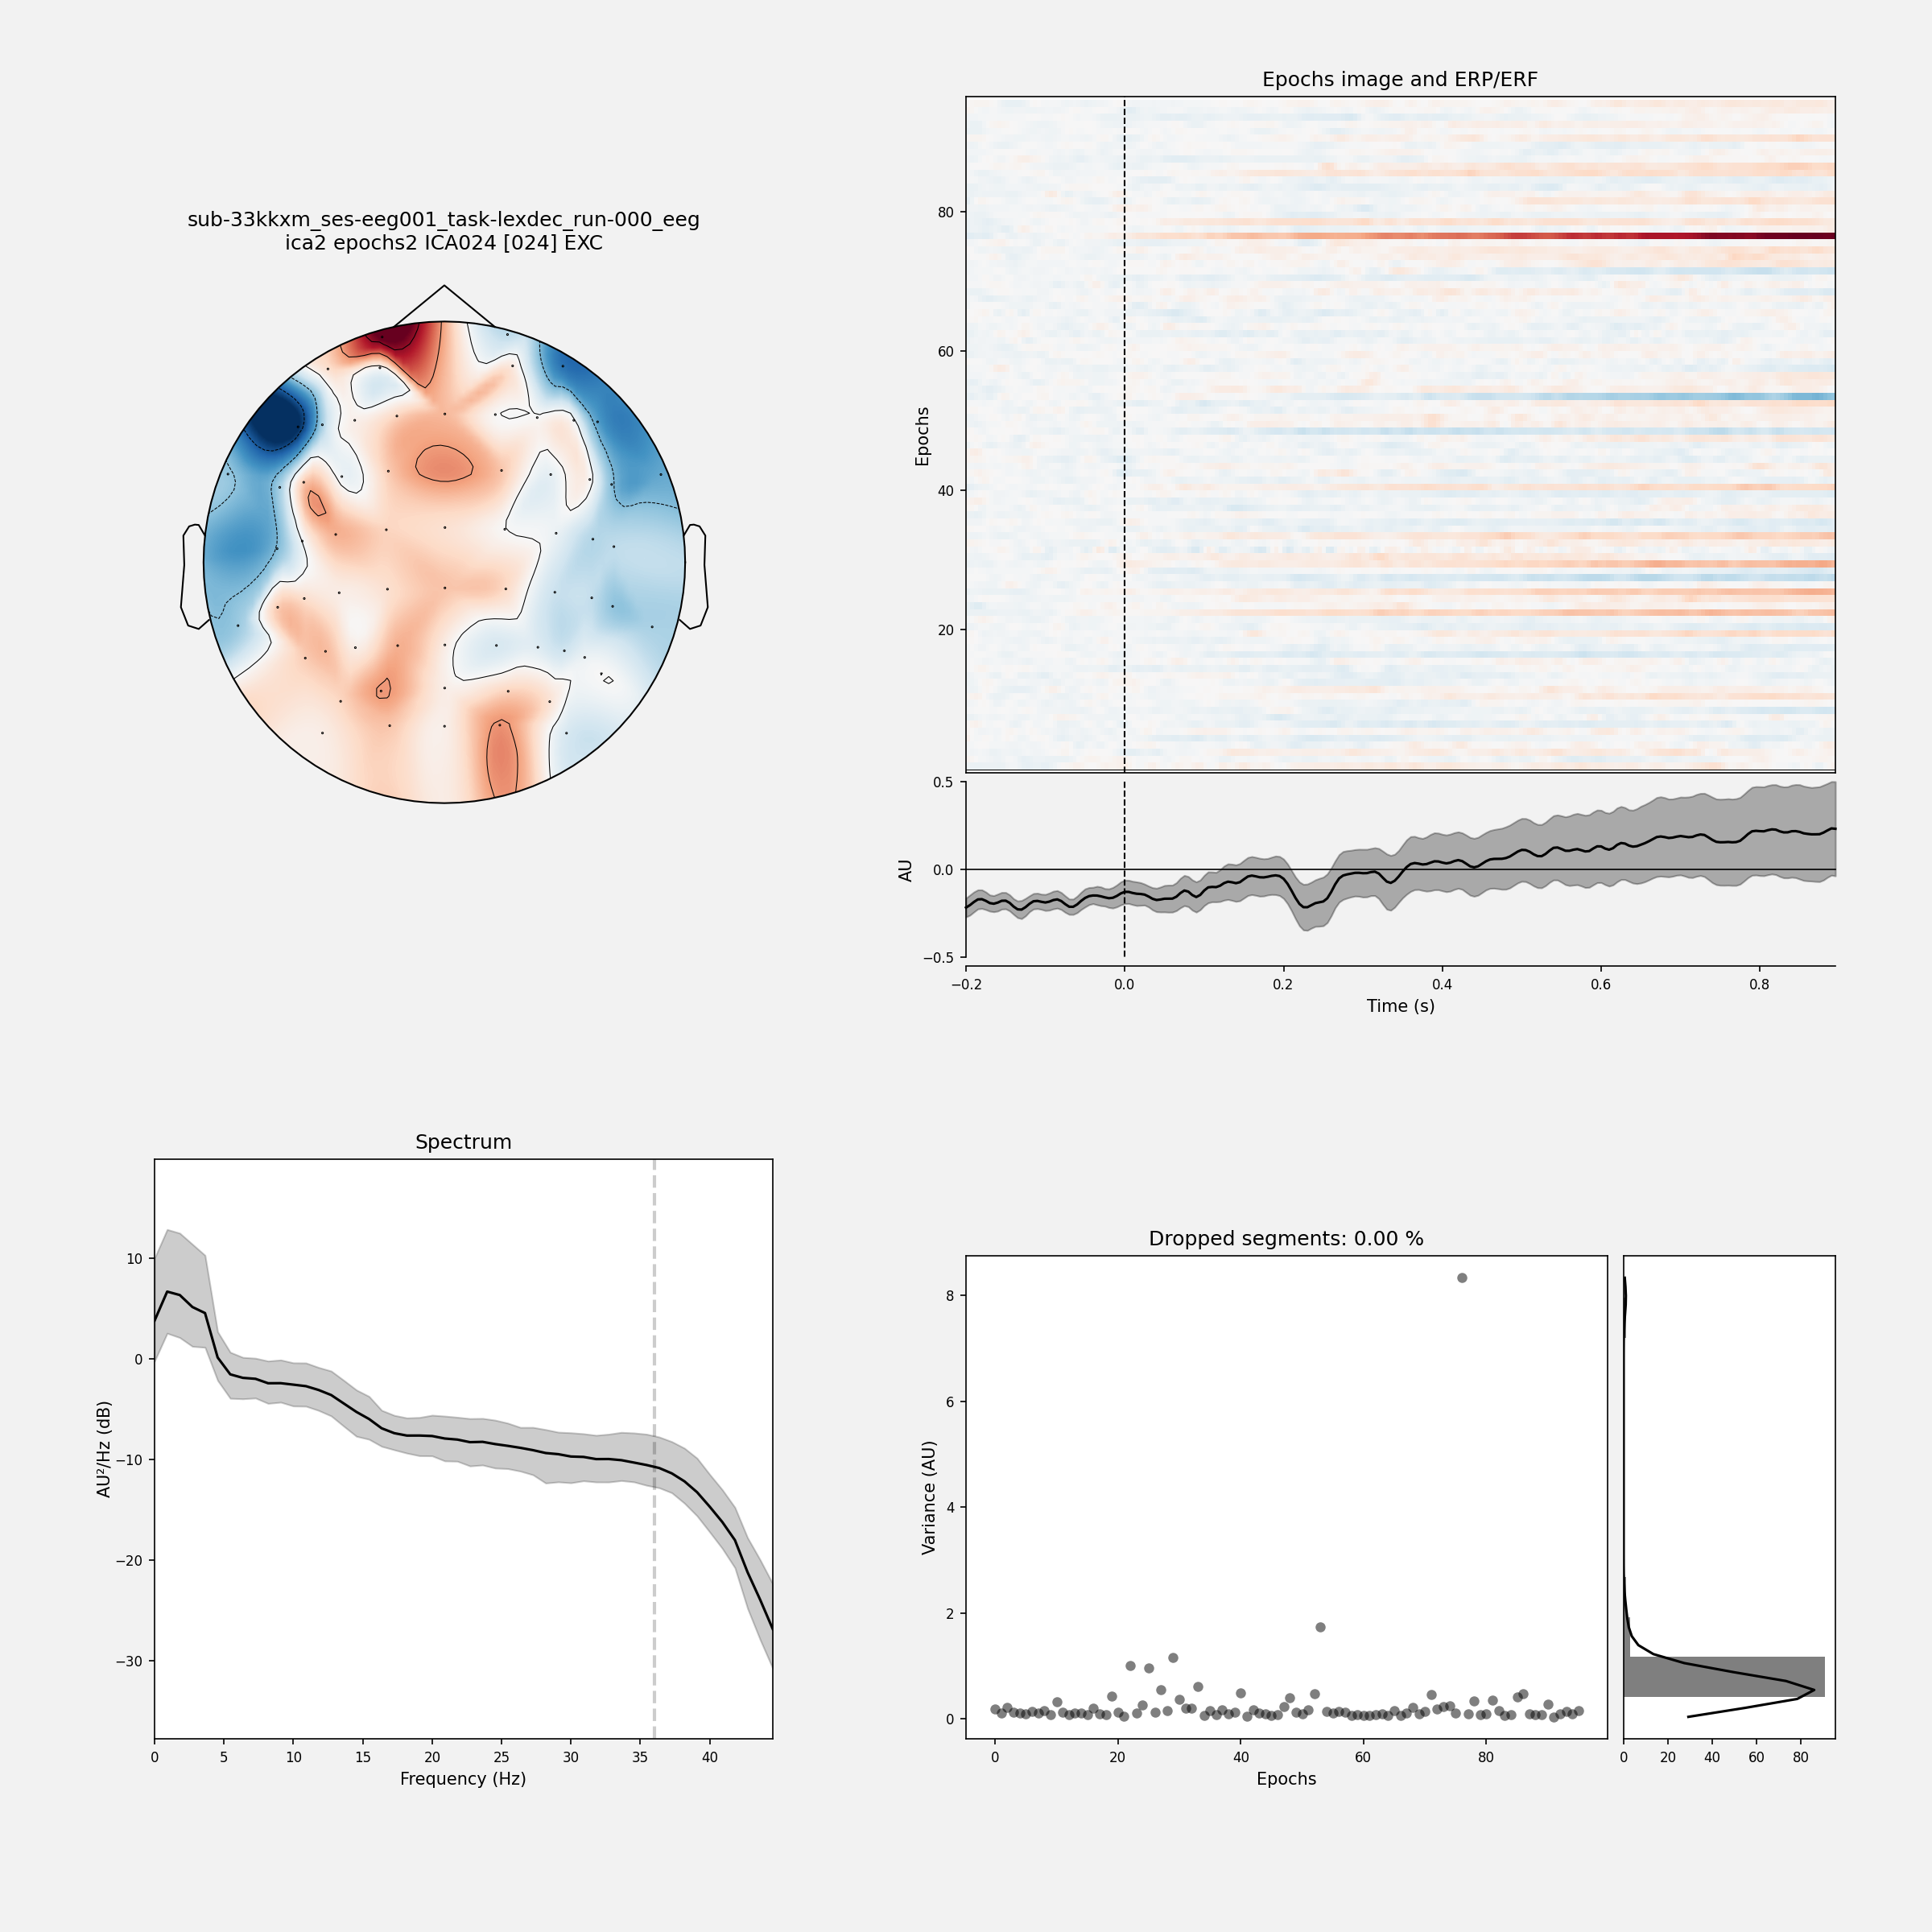 sub-33kkxm_ses-eeg001_task-lexdec_run-000_eeg
ica2 epochs2 ICA024 [024] EXC
Epochs image and ERP/ERF
Epochs
80
60
40
20
AU
0.5
0.0
−0.5
−0.2 0.0 0.2 0.4 0.6 0.8
Time (s)
Spectrum
AU²/Hz (dB)
10
0
−10
−20
−30
0 5 10 15 20 25 30 35 40
Frequency (Hz)
Dropped segments: 0.00 %
Variance (AU)
8
6
4
2
0
0 20 40 60 80
Epochs
0 20 40 60 80